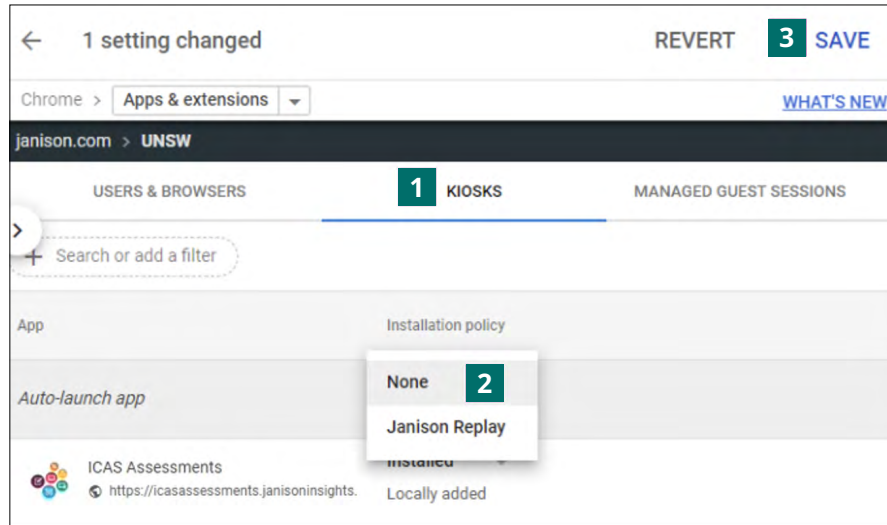 1 setting changed REVERT 3 SAVE
Chrome > Apps & extensions WHAT'S NEW
janison.com > UNSW
USERS & BROWSERS 1 KIOSKS MANAGED GUEST SESSIONS
+ Search or add a filter
App Installation policy
None 2
Auto-launch app
Janison Replay
ICAS Assessments Installed
https://icasassessments.janisoninsights. Locally added